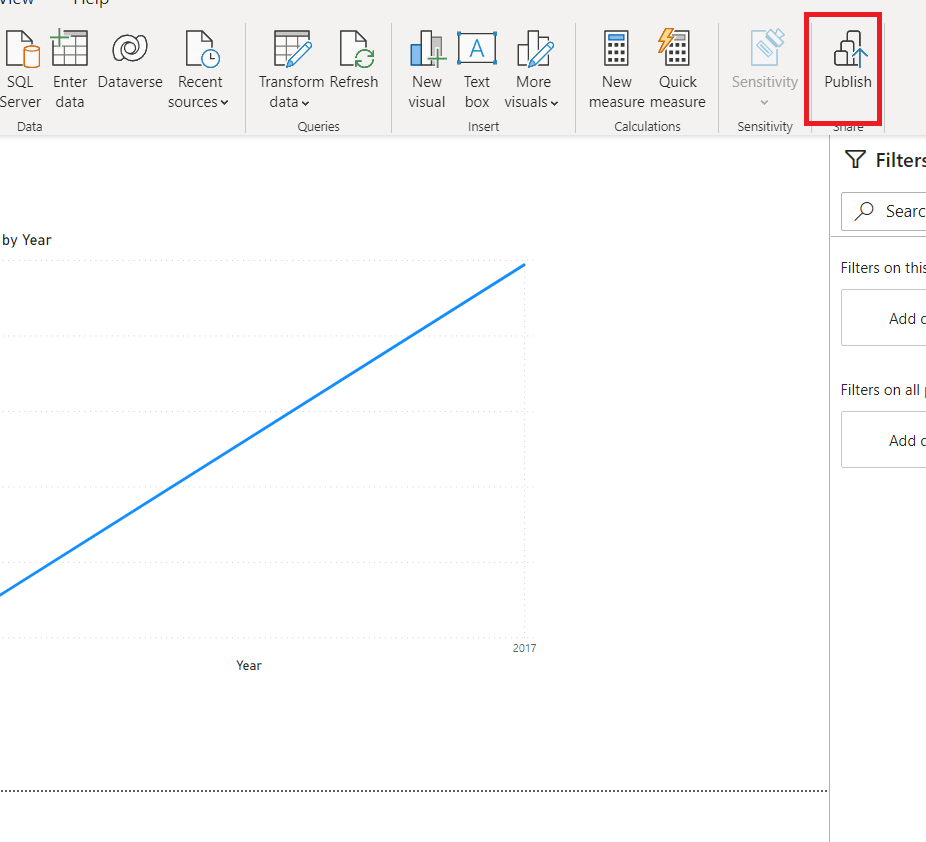 View Help
SQL Enter Dataverse Recent Transform Refresh New Text More New Quick Sensitivity Publish
Server data sources data visual box visuals measure measure
Data Queries Insert Calculations Sensitivity Share
Filters
by Year
Searc
Filters on this
Add d
Filters on all
Add d
2017
Year